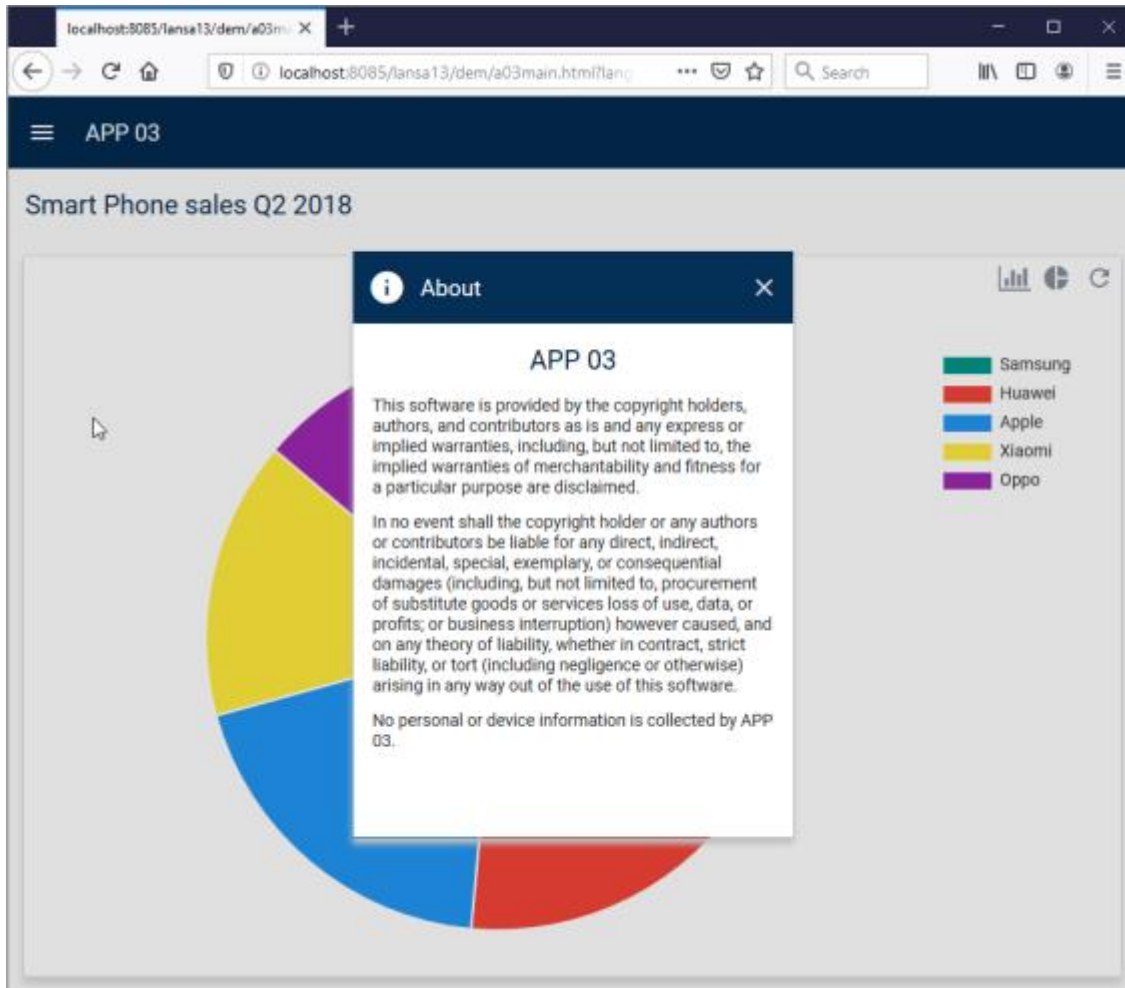 localhost:8085/lansa13/dem/a03m
localhost:8085/lansa13/dem/a03main.html?lang
Search
APP 03
Smart Phone sales Q2 2018
About
APP 03
This software is provided by the copyright holders,
authors, and contributors as is and any express or
implied warranties, including, but not limited to, the
implied warranties of merchantability and fitness for
a particular purpose are disclaimed.
In no event shall the copyright holder or any authors
or contributors be liable for any direct, indirect,
incidental, special, exemplary, or consequential
damages (including, but not limited to, procurement
of substitute goods or services loss of use, data, or
profits; or business interruption) however caused, and
on any theory of liability, whether in contract, strict
liability, or tort (including negligence or otherwise)
arising in any way out of the use of this software.
No personal or device information is collected by APP
03.
Samsung
Huawei
Apple
Xiaomi
Oppo